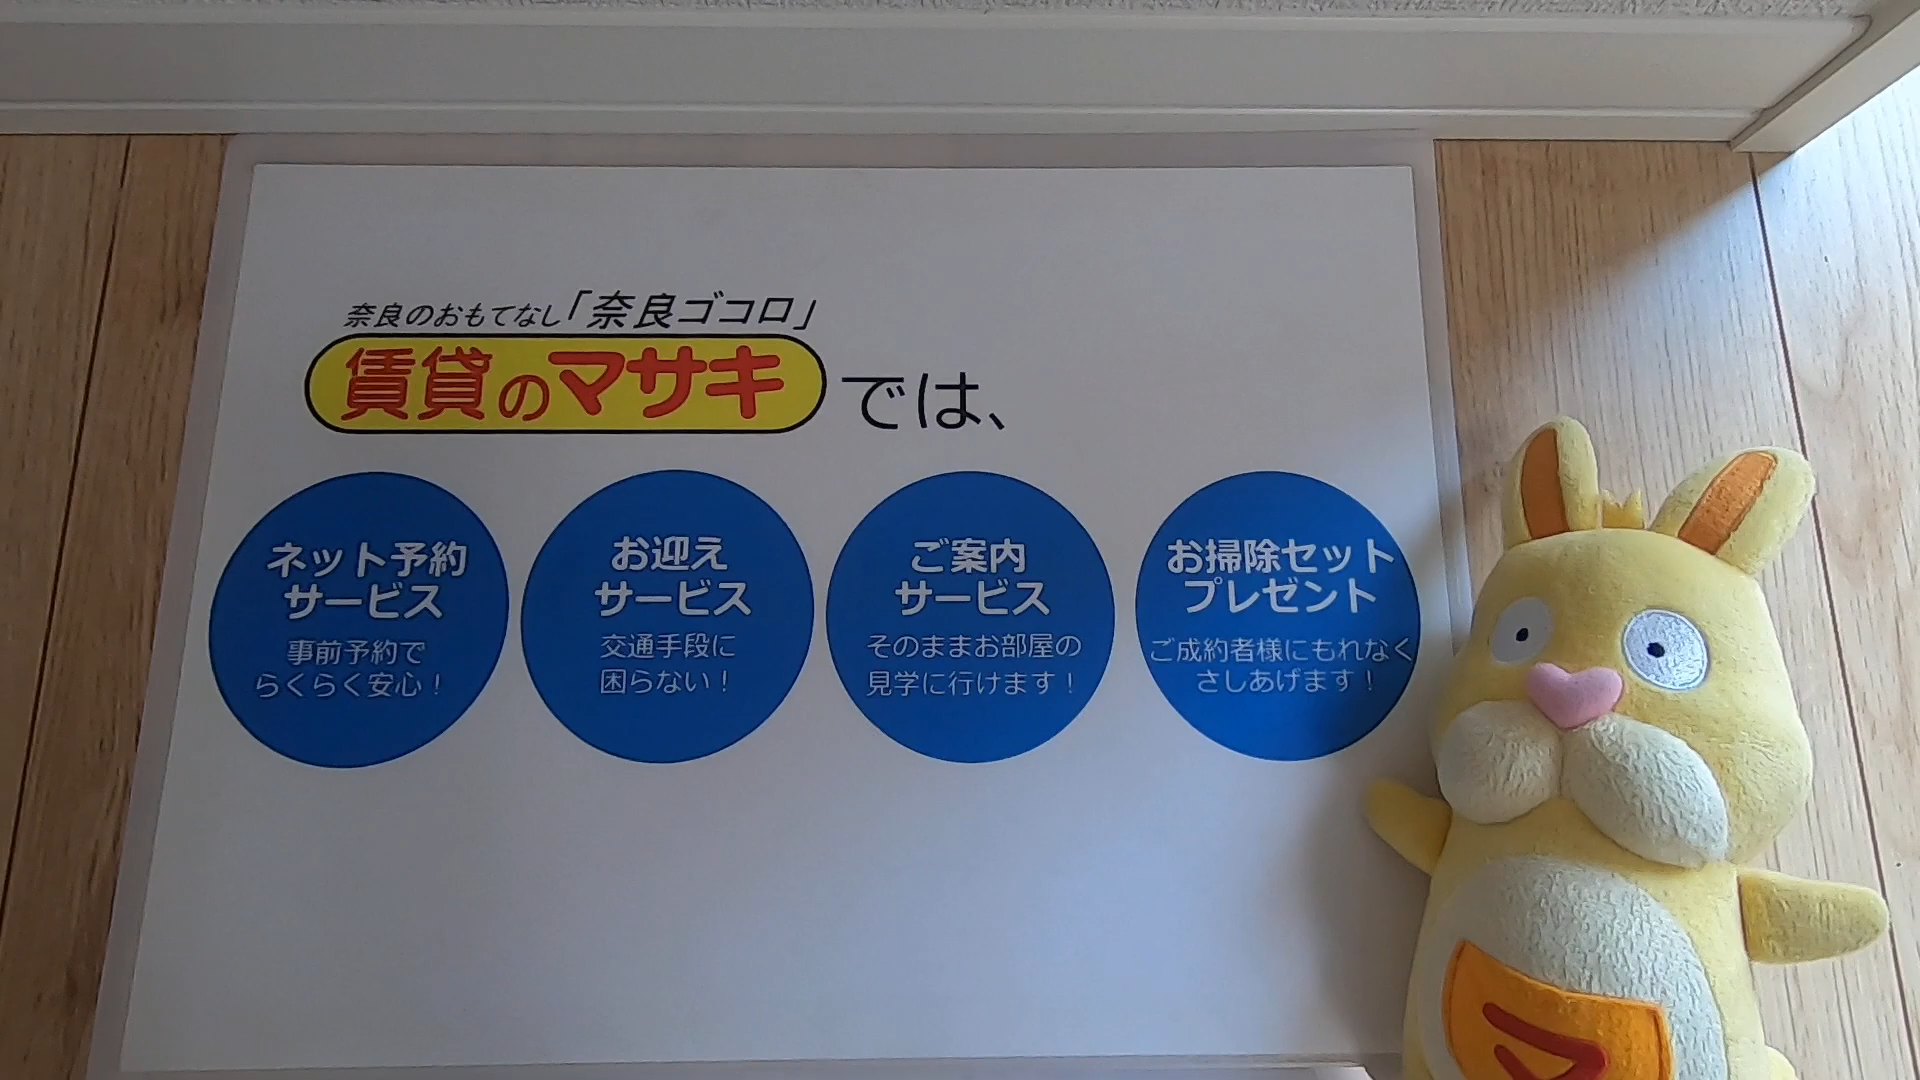 奈良のおもてなし「奈良ゴコロ」
賃貸のマサキでは、
ネット予約
サービス
事前予約で
らくらく安心！
お迎え
サービス
交通手段に
困らない！
ご案内
サービス
そのままお部屋の
見学に行けます！
お掃除セット
プレゼント
ご成約者様にもれなく
さしあげます！
マ